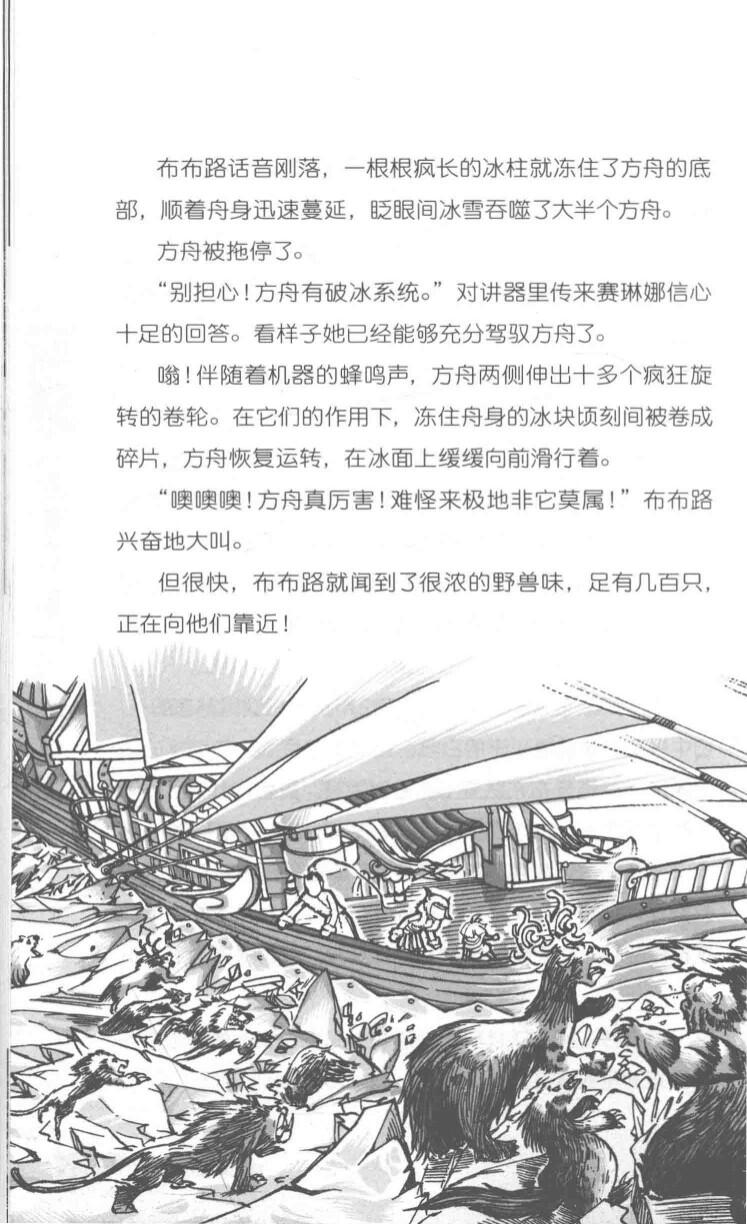 布布路话音刚落，一根根疯长的冰柱就冻住了方舟的底
部，顺着舟身迅速蔓延，眨眼间冰雪吞噬了大半个方舟。
方舟被拖停了。
“别担心！方舟有破冰系统。”对讲器里传来赛琳娜信心
十足的回答。看样子她已经能够充分驾驭方舟了。
嗡！伴随着机器的蜂鸣声，方舟两侧伸出十多个疯狂旋
转的卷轮。在它们的作用下，冻住舟身的冰块顷刻间被卷成
碎片，方舟恢复运转，在冰面上缓缓向前滑行着。
“噢噢噢！方舟真厉害！难怪来极地非它莫属！”布布路
兴奋地大叫。
但很快，布布路就闻到了很浓的野兽味，足有几百只，
正在向他们靠近！